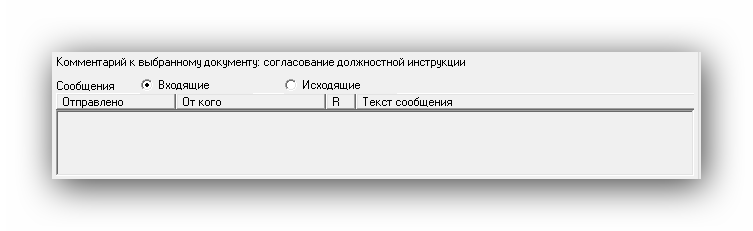 Комментарий к выбранному документу: согласование должностной инструкции
Сообщения Входящие Исходящие
Отправлено От кого R Текст сообщения